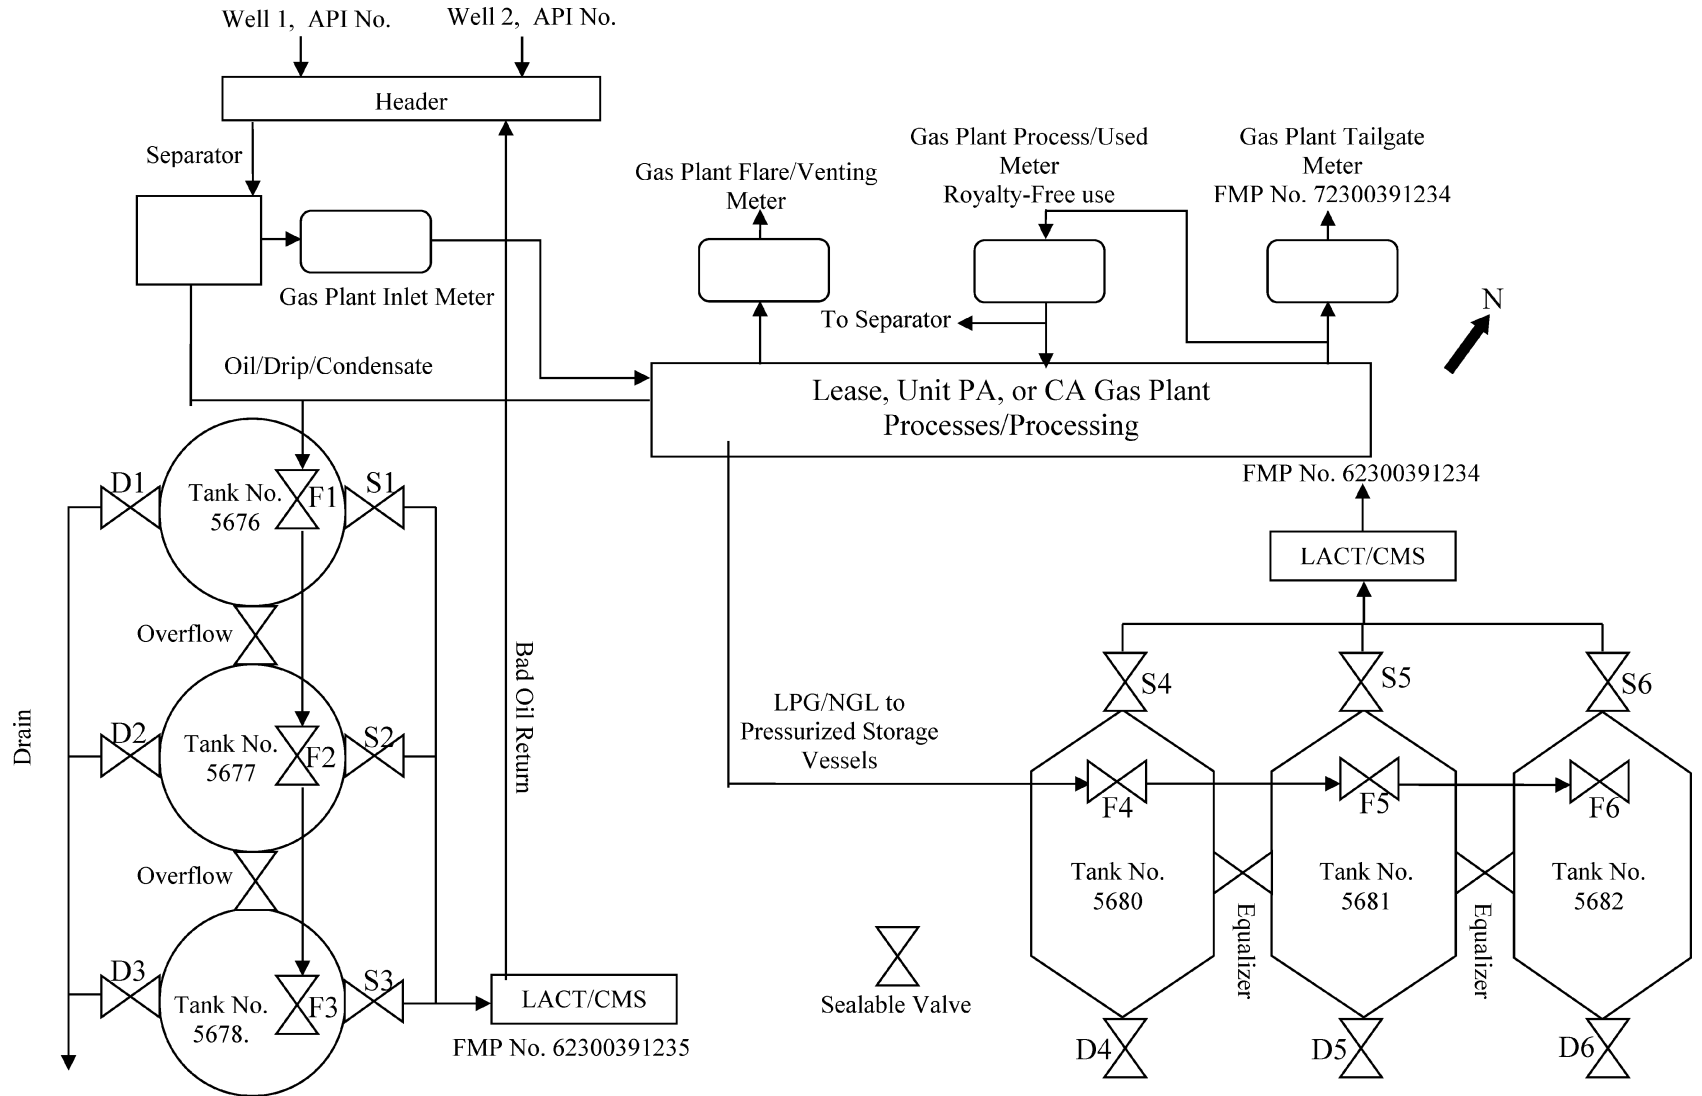 Well 1, API No.
Well 2, API No.
Header
Separator
Gas Plant Inlet Meter
Gas Plant Flare/Venting
Meter
Gas Plant Process/Used
Meter
Royalty-Free use
Gas Plant Tailgate
Meter
FMP No. 72300391234
N
To Separator
Oil/Drip/Condensate
Lease, Unit PA, or CA Gas Plant
Processes/Processing
FMP No. 62300391234
LACT/CMS
D1
Tank No.
5676
F1
S1
Overflow
D2
Tank No.
5677
F2
S2
Overflow
D3
Tank No.
5678.
F3
S3
Drain
Bad Oil Return
LACT/CMS
FMP No. 62300391235
LPG/NGL to
Pressurized Storage
Vessels
S4
S5
S6
F4
F5
F6
Tank No.
5680
Tank No.
5681
Tank No.
5682
Equalizer
Equalizer
Sealable Valve
D4
D5
D6